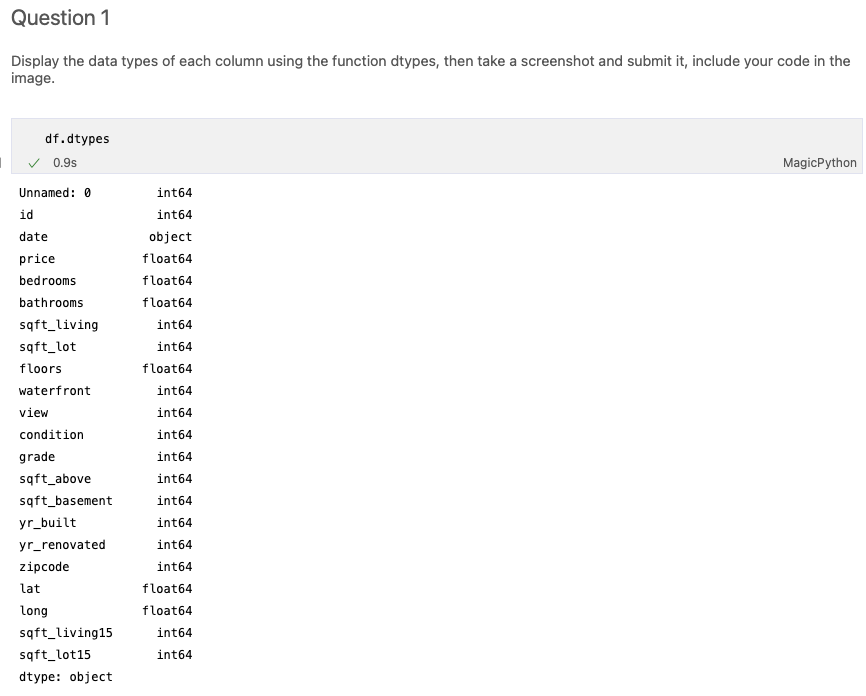 Question 1
Display the data types of each column using the function dtypes, then take a screenshot and submit it, include your code in the
image.
df.dtypes
0.9s MagicPython
Unnamed: 0 int64
id int64
date object
price float64
bedrooms float64
bathrooms float64
sqft_living int64
sqft_lot int64
floors float64
waterfront int64
view int64
condition int64
grade int64
sqft_above int64
sqft_basement int64
yr_built int64
yr_renovated int64
zipcode int64
lat float64
long float64
sqft_living15 int64
sqft_lot15 int64
dtype: object